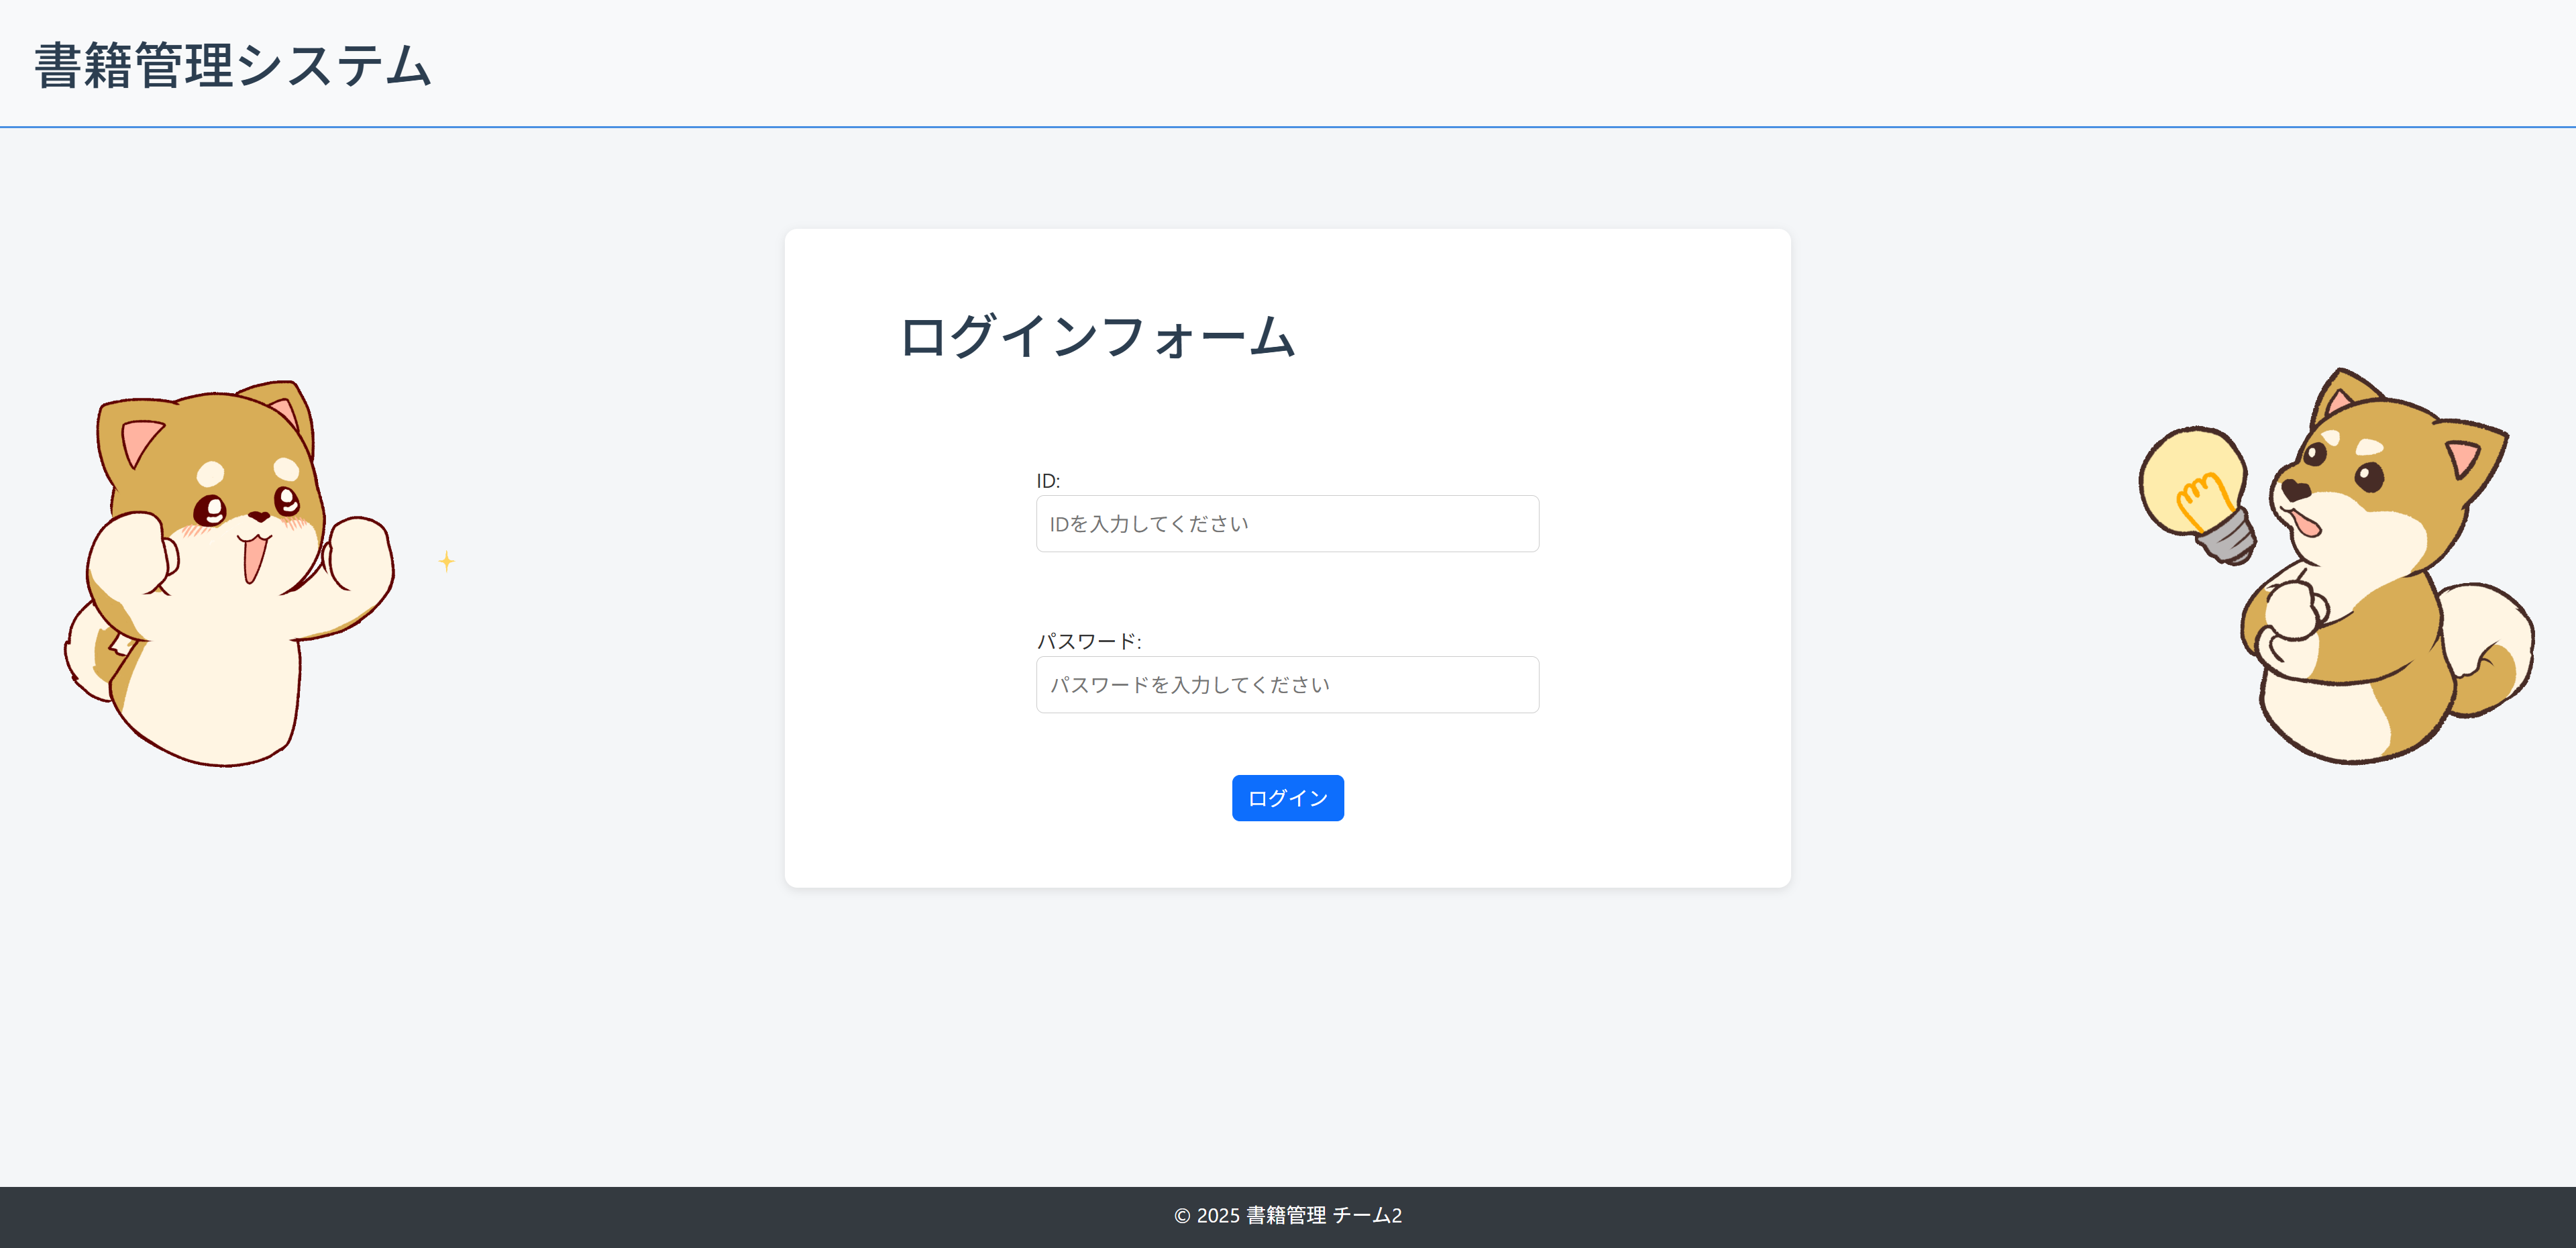 書籍管理システム
ログインフォーム
ID:
IDを入力してください
パスワード:
パスワードを入力してください
ログイン
© 2025 書籍管理 チーム2